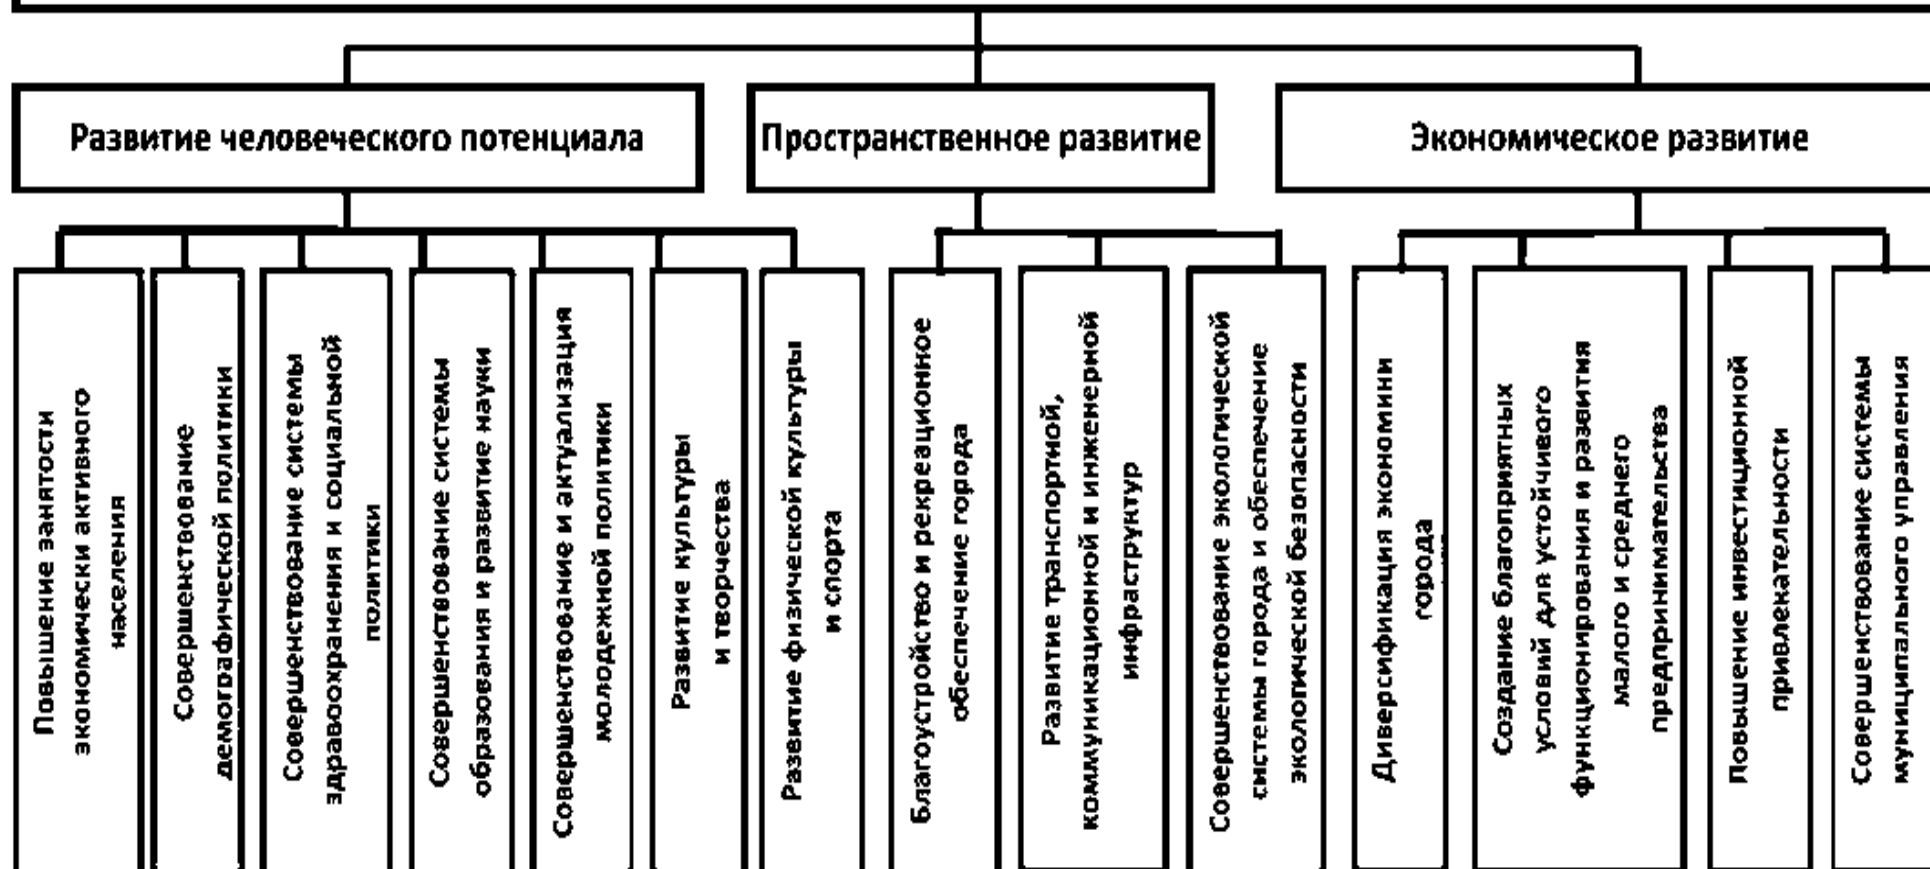 Развитие человеческого потенциала
Пространственное развитие
Экономическое развитие
Повышение занятости
экономически активного
населения
Совершенствование
демографической политики
Совершенствование системы
здравоохранения и социальной
политики
Совершенствование системы
образования и развитие науки
Совершенствование и актуализация
молодежной политики
Развитие культуры
и творчества
Развитие физической культуры
и спорта
Благоустройство и рекреационное
обеспечение города
Развитие транспортной,
коммуникационной и инженерной
инфраструктур
Совершенствование экологической
системы города и обеспечение
экологической безопасности
Диверсификация экономини
города
Создание благоприятных
условий для устойчивого
функционирования и развития
малого и среднего
предпринимательства
Повышение инвестиционной
привлекательности
Совершенствование системы
муниципального управления